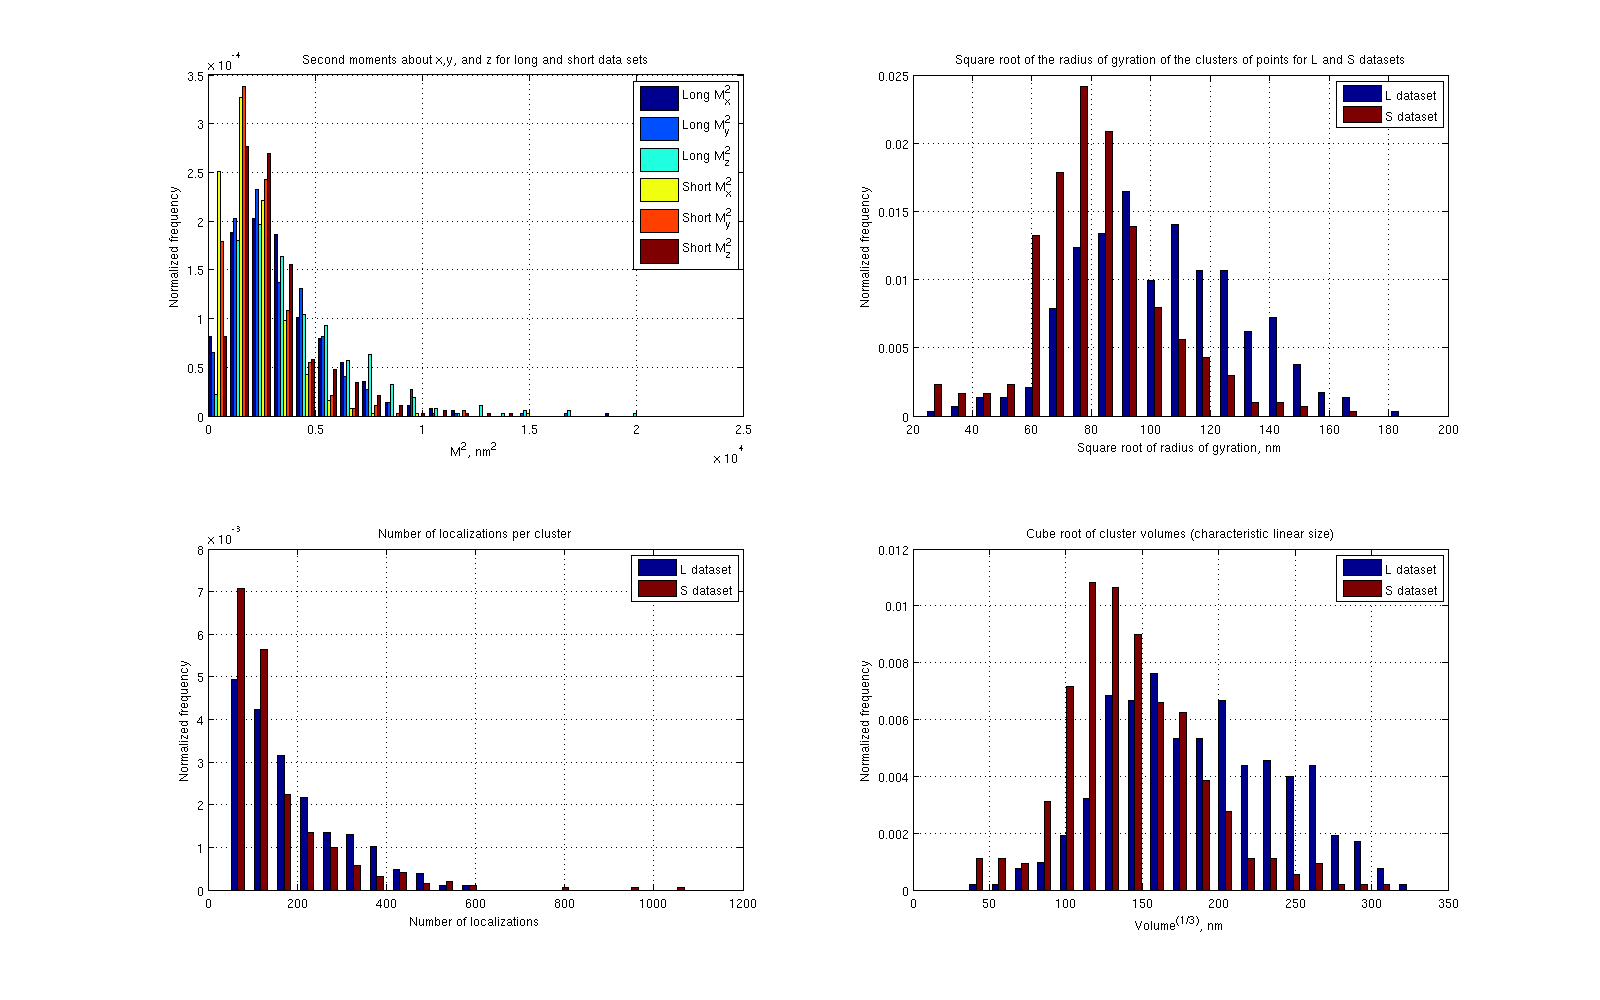 Second moments about x,y, and z for long and short data sets
x 10^-4
3.5
3
2.5
2
1.5
1
0.5
0
Normalized frequency
Long M_x^2
Long M_y^2
Long M_z^2
Short M_x^2
Short M_y^2
Short M_z^2
0 0.5 1 1.5 2 2.5
M^2, nm^2
x 10^4
Square root of the radius of gyration of the clusters of points for L and S datasets
0.025
0.02
0.015
0.01
0.005
0
Normalized frequency
L dataset
S dataset
20 40 60 80 100 120 140 160 180 200
Square root of radius of gyration, nm
Number of localizations per cluster
x 10^-3
8
7
6
5
4
3
2
1
0
Normalized frequency
L dataset
S dataset
0 200 400 600 800 1000 1200
Number of localizations
Cube root of cluster volumes (characteristic linear size)
0.012
0.01
0.008
0.006
0.004
0.002
0
Normalized frequency
L dataset
S dataset
0 50 100 150 200 250 300 350
Volume^(1/3), nm